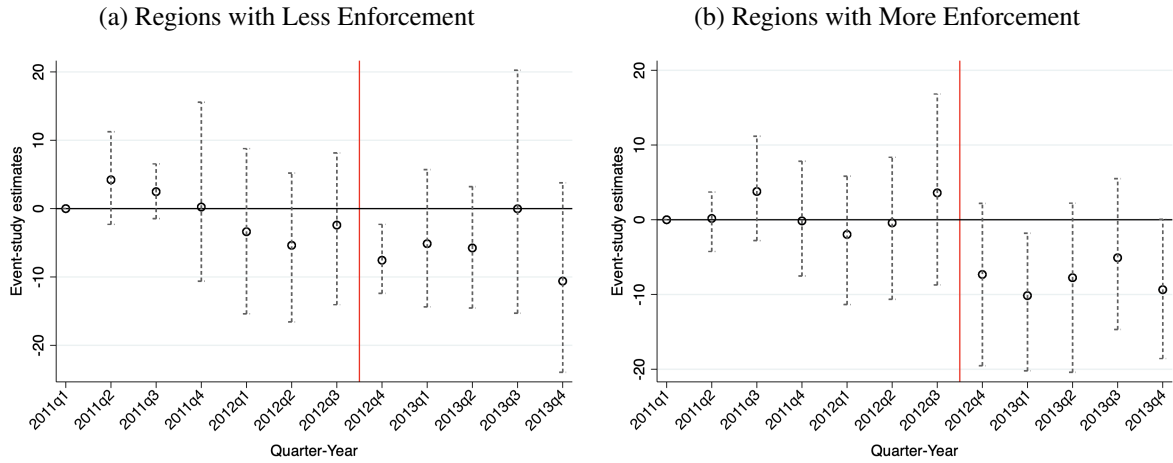 (a) Regions with Less Enforcement
20
10
0
-10
-20
Event-study estimates
2011q1
2011q2
2011q3
2011q4
2012q1
2012q2
2012q3
2012q4
2013q1
2013q2
2013q3
2013q4
Quarter-Year
(b) Regions with More Enforcement
20
10
0
-10
-20
Event-study estimates
2011q1
2011q2
2011q3
2011q4
2012q1
2012q2
2012q3
2012q4
2013q1
2013q2
2013q3
2013q4
Quarter-Year